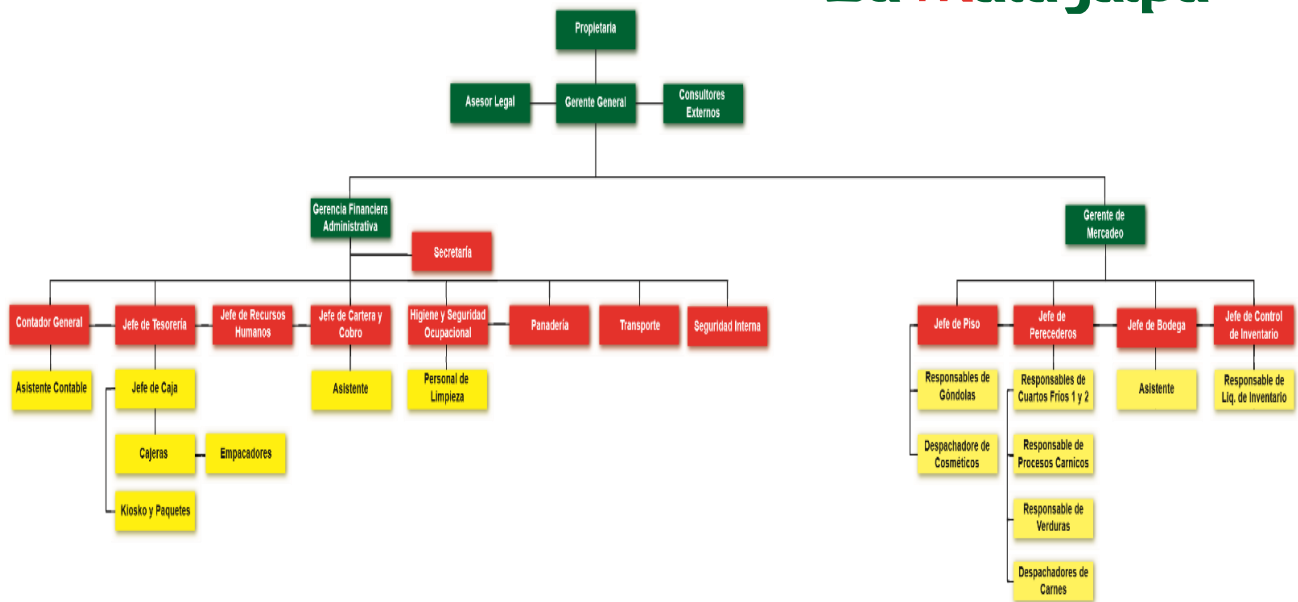 La Matagalpa
Propietaria
Asesor Legal
Gerente General
Consultores
Externos
Gerencia Financiera
Administrativa
Gerente de
Mercadeo
Secretaría
Contador General
Jefe de Tesorería
Jefe de Recursos
Humanos
Jefe de Cartera y
Cobro
Higiene y Seguridad
Ocupacional
Panadería
Transporte
Seguridad Interna
Jefe de Piso
Jefe de
Perecederos
Jefe de Bodega
Jefe de Control
de Inventario
Asistente Contable
Jefe de Caja
Asistente
Personal de
Limpieza
Responsables de
Góndolas
Responsables de
Cuartos Fríos 1 y 2
Asistente
Responsable de
Liq. de Inventario
Cajeras
Empacadores
Despachadore de
Cosméticos
Responsable de
Procesos Carnicos
Kiosko y Paquetes
Responsable de
Verduras
Despachadores de
Carnes